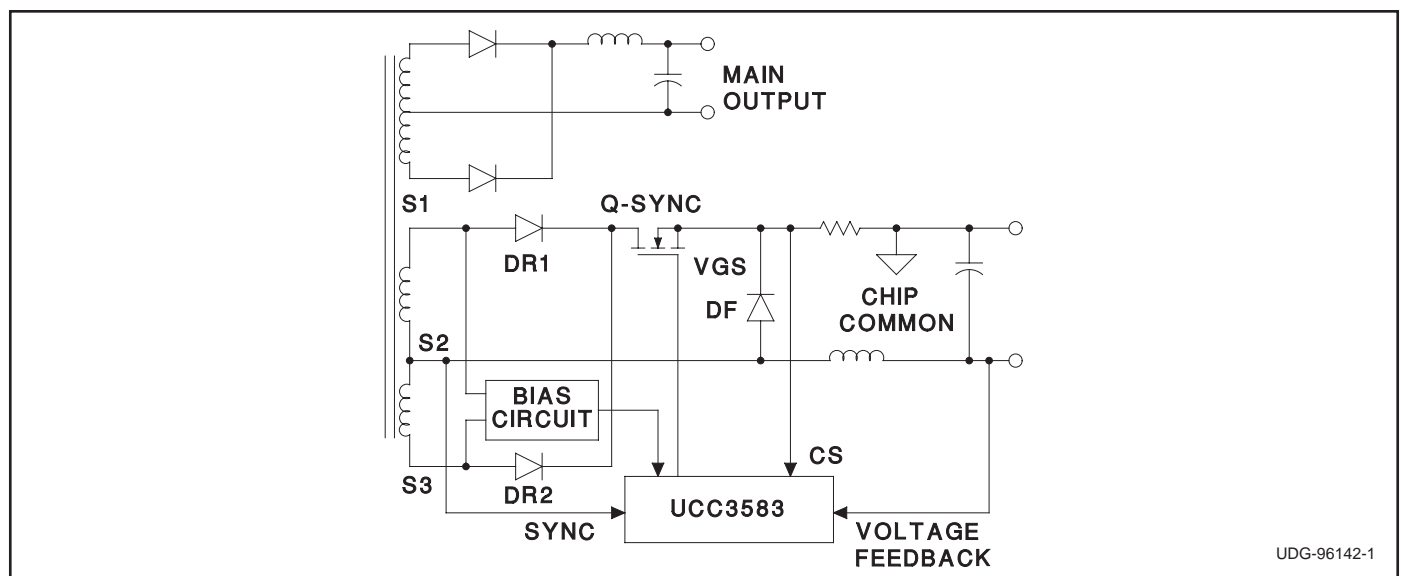 MAIN
OUTPUT
S1
Q-SYNC
DR1
VGS
DF
CHIP
COMMON
S2
BIAS
CIRCUIT
CS
S3
DR2
UCC3583
SYNC
VOLTAGE
FEEDBACK
UDG-96142-1